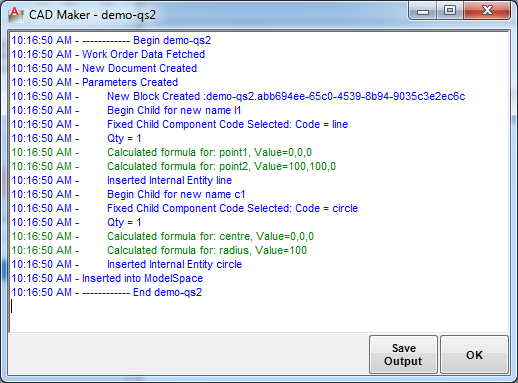 CAD Maker - demo-qs2
10:16:50 AM - ------------ Begin demo-qs2
10:16:50 AM - Work Order Data Fetched
10:16:50 AM - New Document Created
10:16:50 AM - Parameters Created
10:16:50 AM - New Block Created :demo-qs2.abb694ee-65c0-4539-8b94-9035c3e2ec6c
10:16:50 AM - Begin Child for new name l1
10:16:50 AM - Fixed Child Component Code Selected: Code = line
10:16:50 AM - Qty = 1
10:16:50 AM - Calculated formula for: point1, Value=0,0,0
10:16:50 AM - Calculated formula for: point2, Value=100,100,0
10:16:50 AM - Inserted Internal Entity line
10:16:50 AM - Begin Child for new name c1
10:16:50 AM - Fixed Child Component Code Selected: Code = circle
10:16:50 AM - Qty = 1
10:16:50 AM - Calculated formula for: centre, Value=0,0,0
10:16:50 AM - Calculated formula for: radius, Value=100
10:16:50 AM - Inserted Internal Entity circle
10:16:50 AM - Inserted into ModelSpace
10:16:50 AM - ------------ End demo-qs2
Save
Output
OK